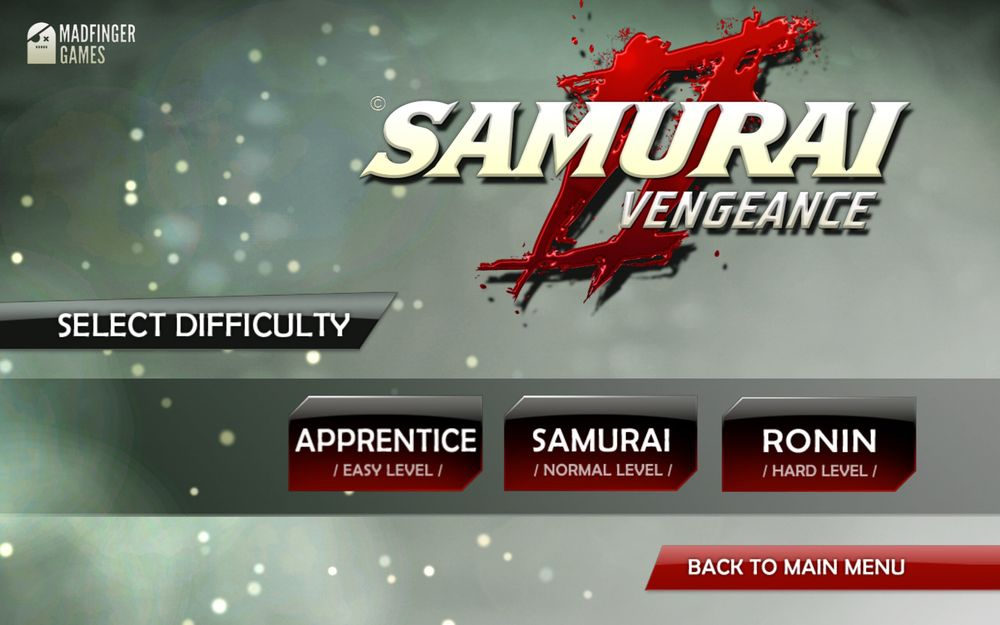 MADFINGER
GAMES
©
SAMURAI
II
VENGEANCE
SELECT DIFFICULTY
APPRENTICE
/ EASY LEVEL /
SAMURAI
/ NORMAL LEVEL /
RONIN
/ HARD LEVEL /
BACK TO MAIN MENU